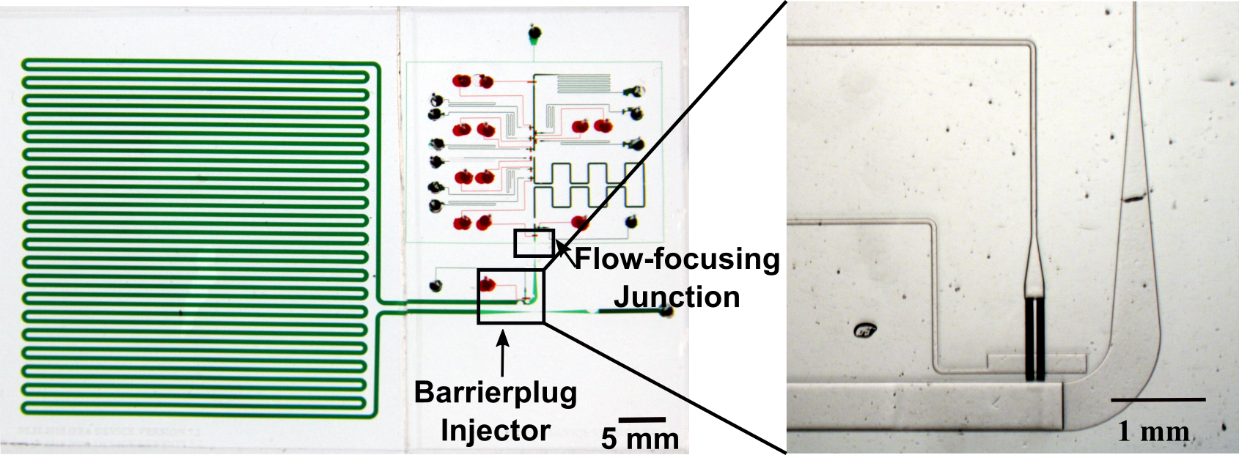 Flow-focusing
Junction
Barrierplug
Injector
5 mm
1 mm